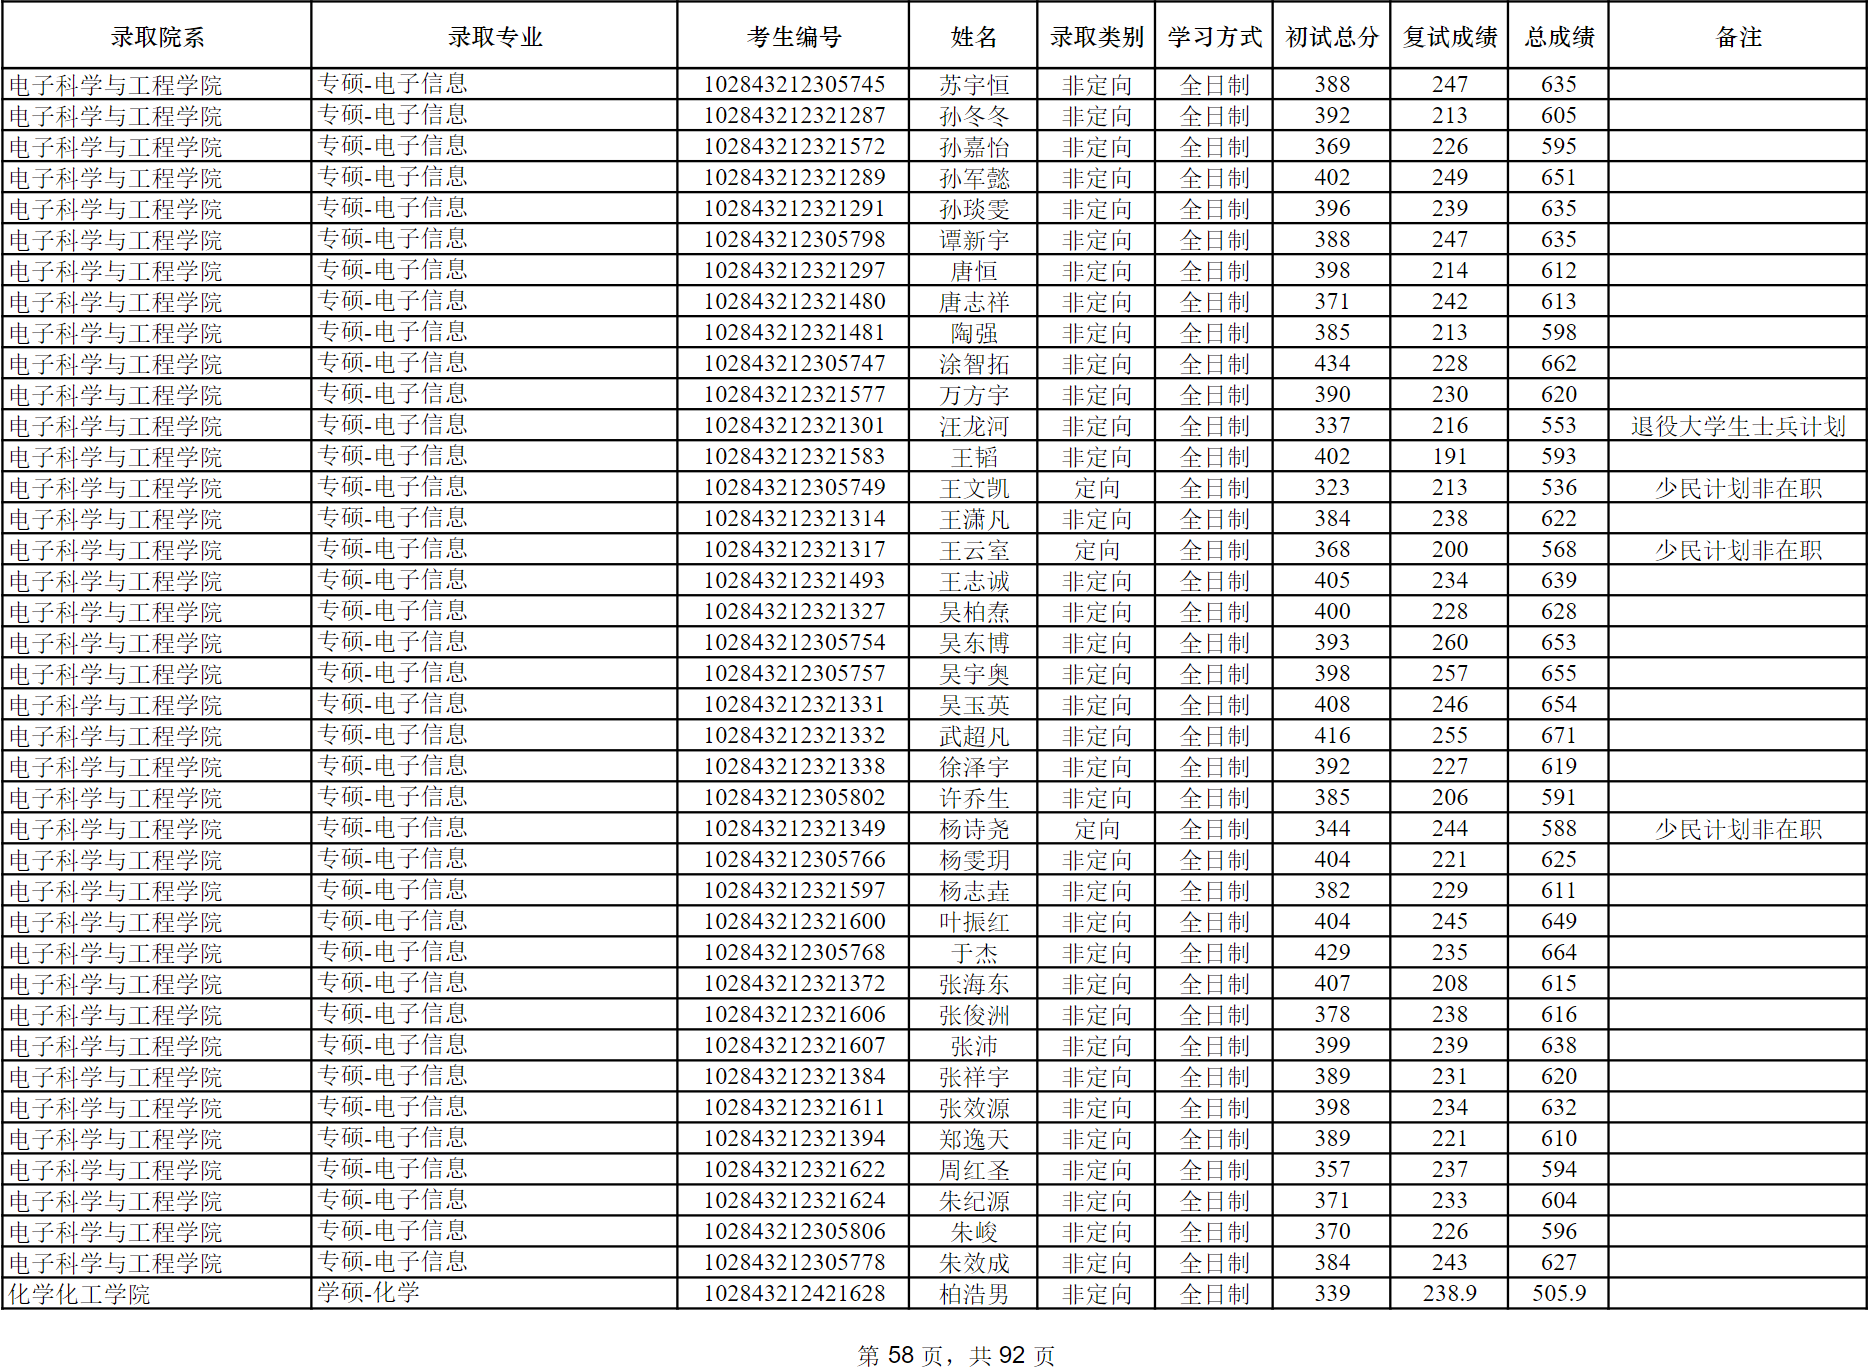 录取院系 录取专业 考生编号 姓名 录取类别 学习方式 初试总分 复试成绩 总成绩 备注
电子科学与工程学院 专硕-电子信息 102843212305745 苏宇恒 非定向 全日制 388 247 635
电子科学与工程学院 专硕-电子信息 102843212321287 孙冬冬 非定向 全日制 392 213 605
电子科学与工程学院 专硕-电子信息 102843212321572 孙嘉怡 非定向 全日制 369 226 595
电子科学与工程学院 专硕-电子信息 102843212321289 孙军懿 非定向 全日制 402 249 651
电子科学与工程学院 专硕-电子信息 102843212321291 孙琰雯 非定向 全日制 396 239 635
电子科学与工程学院 专硕-电子信息 102843212305798 谭新宇 非定向 全日制 388 247 635
电子科学与工程学院 专硕-电子信息 102843212321297 唐恒 非定向 全日制 398 214 612
电子科学与工程学院 专硕-电子信息 102843212321480 唐志祥 非定向 全日制 371 242 613
电子科学与工程学院 专硕-电子信息 102843212321481 陶强 非定向 全日制 385 213 598
电子科学与工程学院 专硕-电子信息 102843212305747 涂智拓 非定向 全日制 434 228 662
电子科学与工程学院 专硕-电子信息 102843212321577 万方宇 非定向 全日制 390 230 620
电子科学与工程学院 专硕-电子信息 102843212321301 汪龙河 非定向 全日制 337 216 553 退役大学生士兵计划
电子科学与工程学院 专硕-电子信息 102843212321583 王韬 非定向 全日制 402 191 593
电子科学与工程学院 专硕-电子信息 102843212305749 王文凯 定向 全日制 323 213 536 少民计划非在职
电子科学与工程学院 专硕-电子信息 102843212321314 王潇凡 非定向 全日制 384 238 622
电子科学与工程学院 专硕-电子信息 102843212321317 王云室 定向 全日制 368 200 568 少民计划非在职
电子科学与工程学院 专硕-电子信息 102843212321493 王志诚 非定向 全日制 405 234 639
电子科学与工程学院 专硕-电子信息 102843212321327 吴柏焘 非定向 全日制 400 228 628
电子科学与工程学院 专硕-电子信息 102843212305754 吴东博 非定向 全日制 393 260 653
电子科学与工程学院 专硕-电子信息 102843212305757 吴宇奥 非定向 全日制 398 257 655
电子科学与工程学院 专硕-电子信息 102843212321331 吴玉英 非定向 全日制 408 246 654
电子科学与工程学院 专硕-电子信息 102843212321332 武超凡 非定向 全日制 416 255 671
电子科学与工程学院 专硕-电子信息 102843212321338 徐泽宇 非定向 全日制 392 227 619
电子科学与工程学院 专硕-电子信息 102843212305802 许乔生 非定向 全日制 385 206 591
电子科学与工程学院 专硕-电子信息 102843212321349 杨诗尧 定向 全日制 344 244 588 少民计划非在职
电子科学与工程学院 专硕-电子信息 102843212305766 杨雯玥 非定向 全日制 404 221 625
电子科学与工程学院 专硕-电子信息 102843212321597 杨志垚 非定向 全日制 382 229 611
电子科学与工程学院 专硕-电子信息 102843212321600 叶振红 非定向 全日制 404 245 649
电子科学与工程学院 专硕-电子信息 102843212305768 于杰 非定向 全日制 429 235 664
电子科学与工程学院 专硕-电子信息 102843212321372 张海东 非定向 全日制 407 208 615
电子科学与工程学院 专硕-电子信息 102843212321606 张俊洲 非定向 全日制 378 238 616
电子科学与工程学院 专硕-电子信息 102843212321607 张沛 非定向 全日制 399 239 638
电子科学与工程学院 专硕-电子信息 102843212321384 张祥宇 非定向 全日制 389 231 620
电子科学与工程学院 专硕-电子信息 102843212321611 张效源 非定向 全日制 398 234 632
电子科学与工程学院 专硕-电子信息 102843212321394 郑逸天 非定向 全日制 389 221 610
电子科学与工程学院 专硕-电子信息 102843212321622 周红圣 非定向 全日制 357 237 594
电子科学与工程学院 专硕-电子信息 102843212321624 朱纪源 非定向 全日制 371 233 604
电子科学与工程学院 专硕-电子信息 102843212305806 朱峻 非定向 全日制 370 226 596
电子科学与工程学院 专硕-电子信息 102843212305778 朱效成 非定向 全日制 384 243 627
化学化工学院 学硕-化学 102843212421628 柏浩男 非定向 全日制 339 238.9 505.9
第 58 页，共 92 页